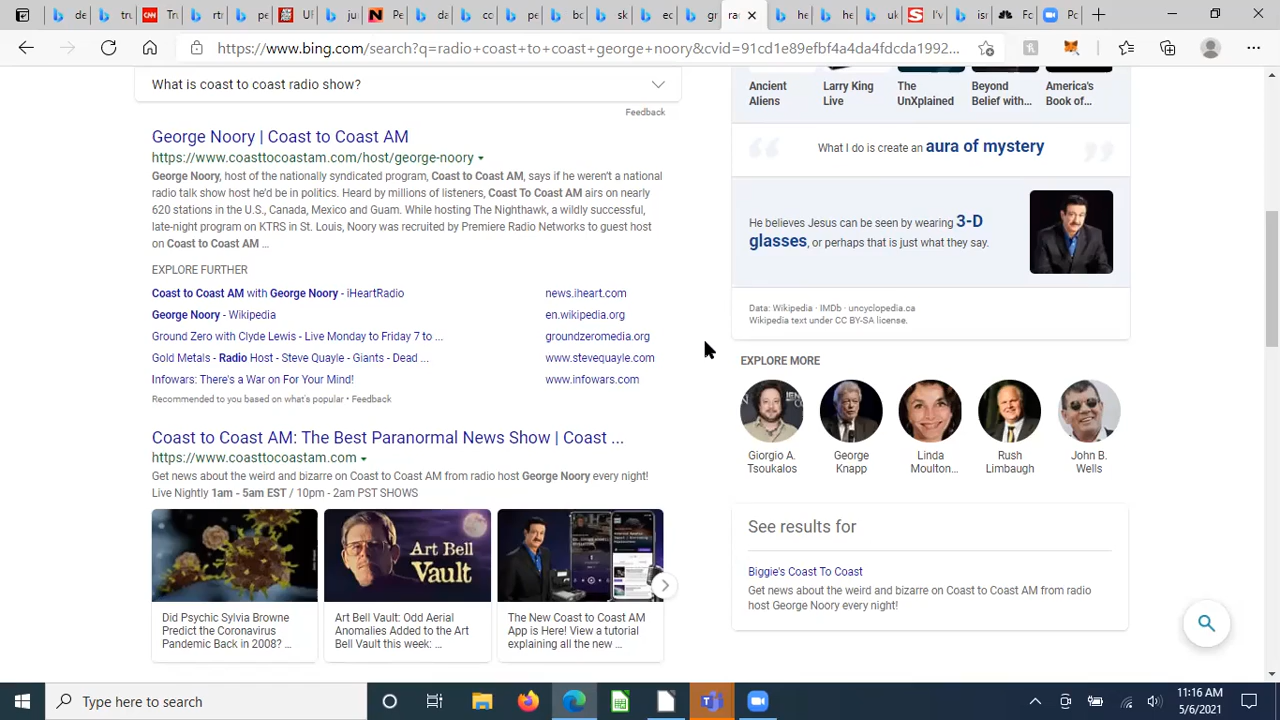 de
dc
CNN
Tr
UF
di
N
Pe
da
pe
bc
sk
ec
gr
ra
he
uk
Fc
Pc
https://www.bing.com/search?q=radio+coast+to+coast+george+noory&cvid=91cd1e89efbf4a4da4fdcda1992...
What is coast to coast radio show?
Feedback
George Noory | Coast to Coast AM
https://www.coasttocoastam.com/host/george-noory
George Noory, host of the nationally syndicated program, Coast to Coast AM, says if he weren't a national
radio talk show host he'd be in politics. Heard by millions of listeners, Coast To Coast AM airs on nearly
620 stations in the U.S., Canada, Mexico and Guam. While hosting The Nighthawk, a wildly successful,
late-night program on KTRS in St. Louis, Noory was recruited by Premiere Radio Networks to guest host
on Coast to Coast AM ...
EXPLORE FURTHER
Coast to Coast AM with George Noory - iHeartRadio news.iheart.com
George Noory - Wikipedia en.wikipedia.org
Ground Zero with Clyde Lewis - Live Monday to Friday 7 to ... groundzeromedia.org
Gold Metals - Radio Host - Steve Quayle - Giants - Dead ... www.stevequayle.com
Infowars: There's a War on For Your Mind! www.infowars.com
Recommended to you based on what's popular • Feedback
Coast to Coast AM: The Best Paranormal News Show | Coast ...
https://www.coasttocoastam.com
Get news about the weird and bizarre on Coast to Coast AM from radio host George Noory every night!
Live Nightly 1am - 5am EST / 10pm - 2am PST SHOWS
Art Bell
Vault
Did Psychic Sylvia Browne
Predict the Coronavirus
Pandemic Back in 2008? ...
Art Bell Vault: Odd Aerial
Anomalies Added to the Art
Bell Vault this week: ...
The New Coast to Coast AM
App is Here! View a tutorial
explaining all the new ...
Ancient
Aliens
Larry King
Live
The
UnXplained
Beyond
Belief with...
America's
Book of...
What I do is create an aura of mystery
He believes Jesus can be seen by wearing 3-D
glasses, or perhaps that is just what they say.
Data: Wikipedia · IMDb · uncyclopedia.ca
Wikipedia text under CC BY-SA license.
EXPLORE MORE
Giorgio A.
Tsoukalos
George
Knapp
Linda
Moulton...
Rush
Limbaugh
John B.
Wells
See results for
Biggie's Coast To Coast
Get news about the weird and bizarre on Coast to Coast AM from radio
host George Noory every night!
Type here to search
11:16 AM
5/6/2021